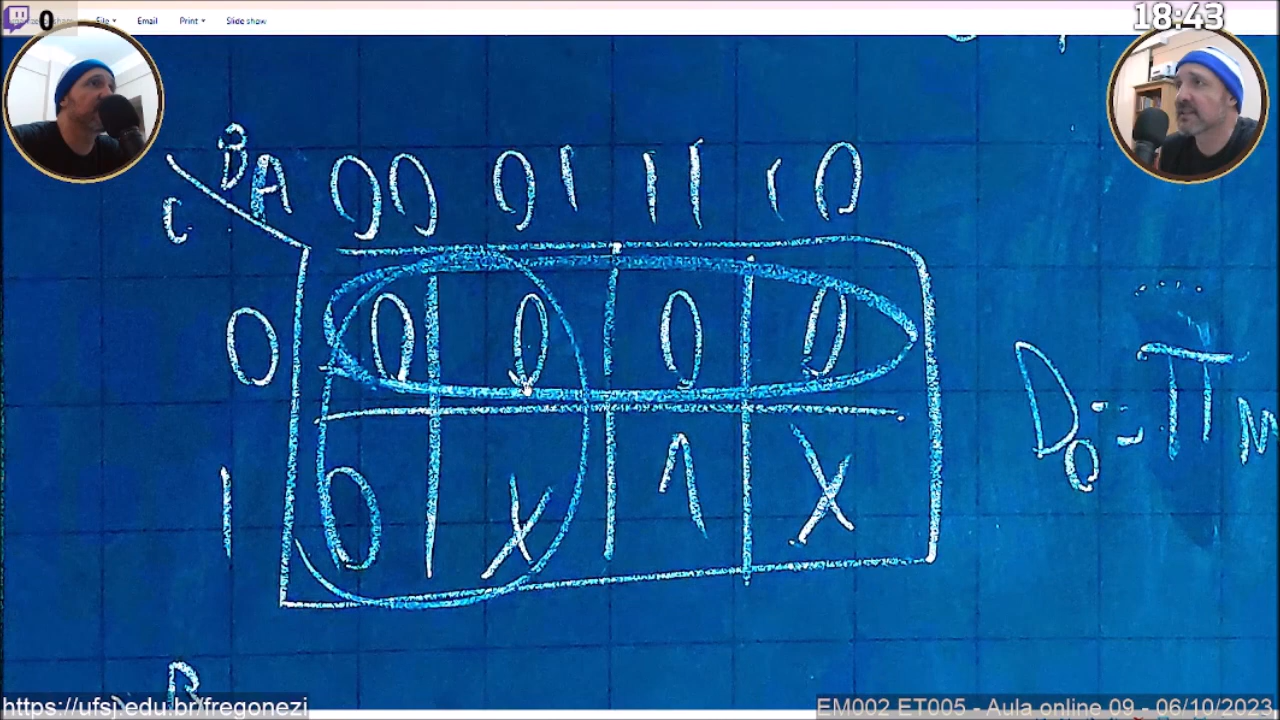 0 File Email Print Slide show
18:43
BA 00 01 11 10
C
0 0 0 0 0
D0 = π M
1 0 X 1 X
B
https://ufsj.edu.br/fregonezi
EM002 ET005 - Aula online 09 - 06/10/2023